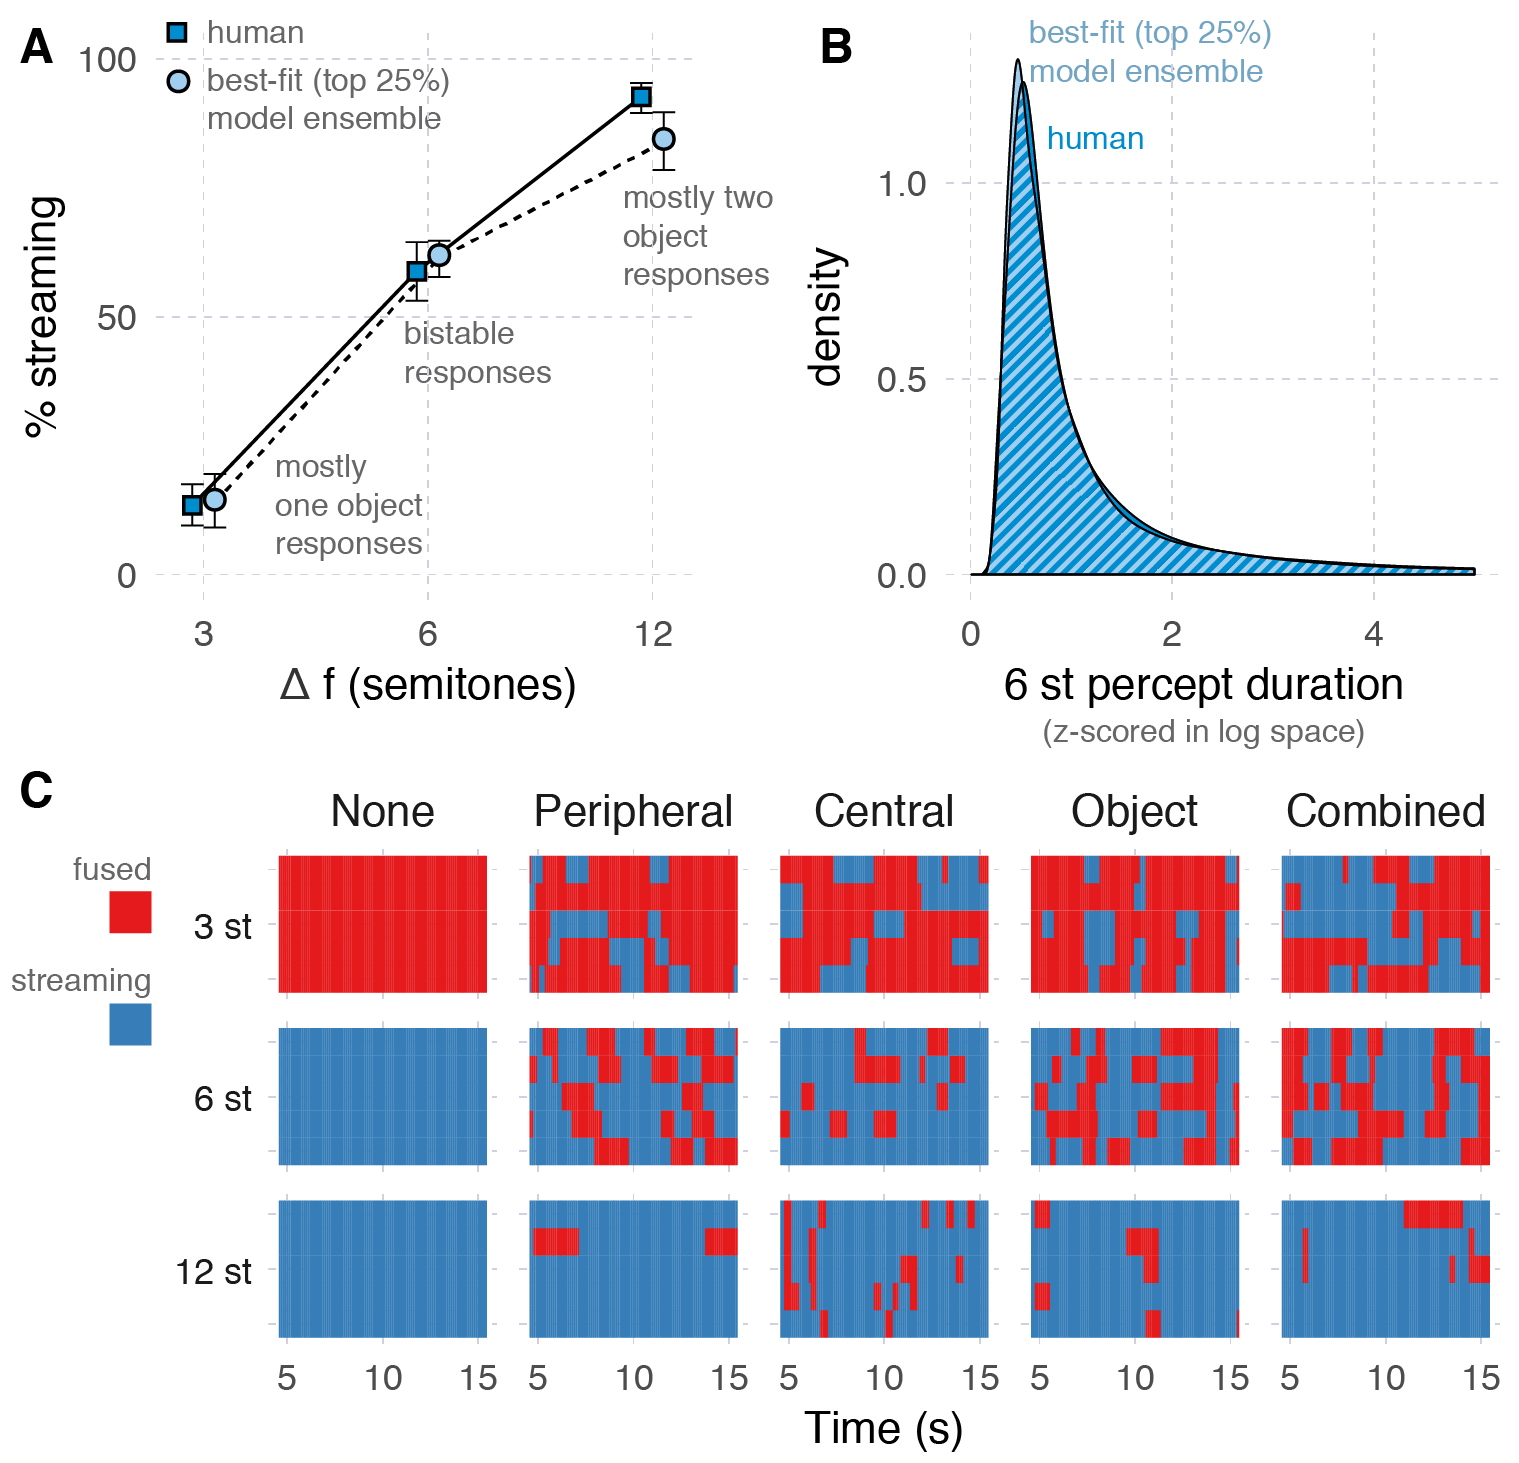 A
human
best-fit (top 25%)
model ensemble
100
50
0
% streaming
mostly two
object
responses
bistable
responses
mostly
one object
responses
3 6 12
Δ f (semitones)
B
best-fit (top 25%)
model ensemble
human
1.0
0.5
0.0
density
0 2 4
6 st percept duration
(z-scored in log space)
C
None Peripheral Central Object Combined
fused
streaming
3 st
6 st
12 st
5 10 15 5 10 15 5 10 15 5 10 15 5 10 15
Time (s)